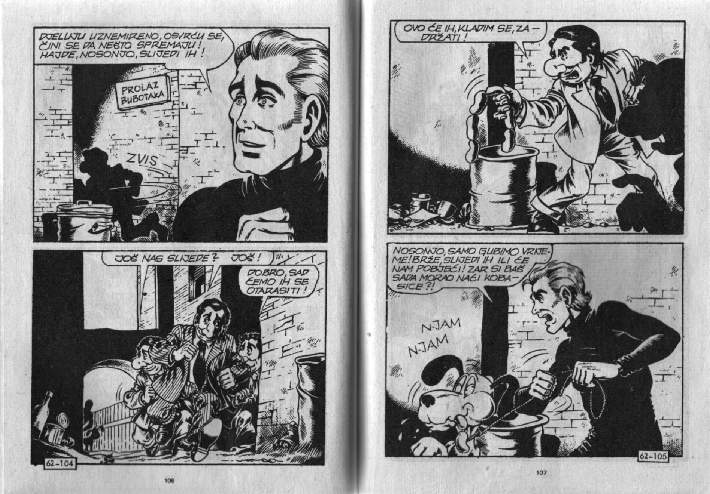 DJELUJU UZNEMIRENO, OSVRĆU SE,
ČINI SE DA NEŠTO SPREMAJU!
HAJDE, NOSONJO, SLIJEDI IH!
PROLAZ
BUBOTAKA
ZVIS
JOŠ NAS SLIJEDE? JOŠ!
DOBRO, SAD
ĆEMO IH SE
OTARASITI!
62-104
106
OVO ĆE IH, KLADIM SE, ZA-
DRŽATI!
NOSONJO, SAMO GUBIMO VRIJE-
ME! BRŽE, SLIJEDI IH ILI ĆE
NAM POBJEĆI! ZAR SI BAŠ
SADA MORAO NAĆI KOBA-
SICE?!
NJAM
NJAM
62-105
107